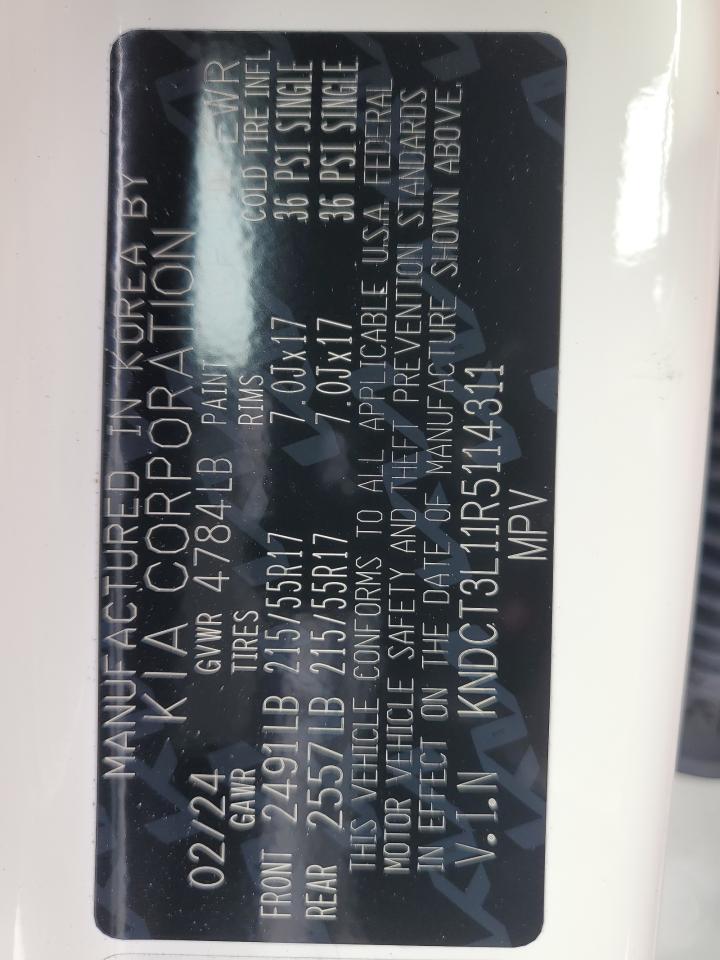 MANUFACTURED IN KOREA BY
KIA CORPORATION
02/24 GVWR 4784LB PAINT EWR
GAWR TIRES RIMS COLD TIRE INFL
FRONT 2491LB 215/55R17 7.0Jx17 36 PSI SINGLE
REAR 2557LB 215/55R17 7.0Jx17 36 PSI SINGLE
THIS VEHICLE CONFORMS TO ALL APPLICABLE U.S.A. FEDERAL
MOTOR VEHICLE SAFETY AND THEFT PREVENTION STANDARDS
IN EFFECT ON THE DATE OF MANUFACTURE SHOWN ABOVE.
V.I.N KNDCT3L11R5114311
MPV